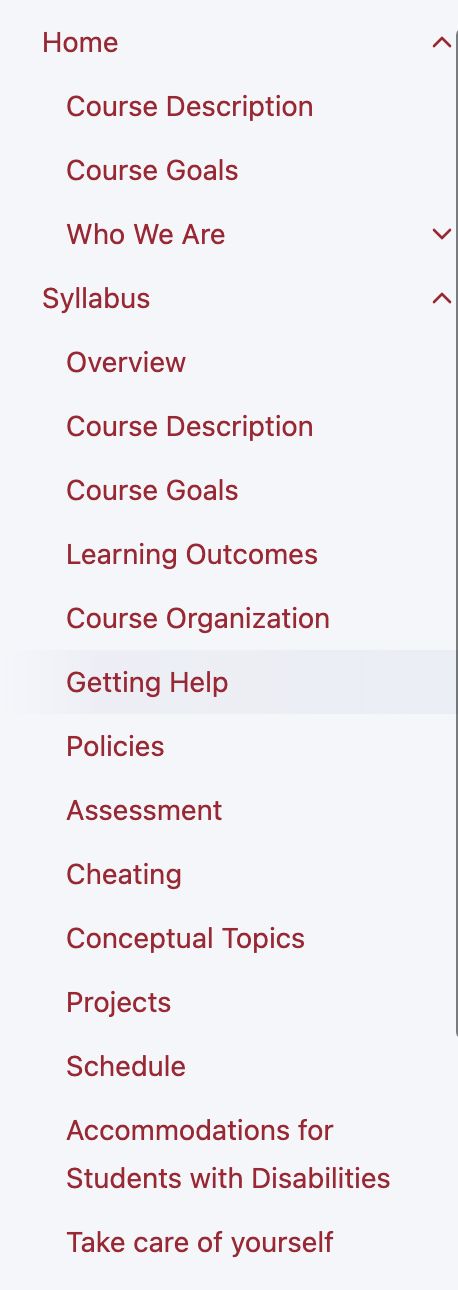 Home
Course Description
Course Goals
Who We Are
Syllabus
Overview
Course Description
Course Goals
Learning Outcomes
Course Organization
Getting Help
Policies
Assessment
Cheating
Conceptual Topics
Projects
Schedule
Accommodations for
Students with Disabilities
Take care of yourself